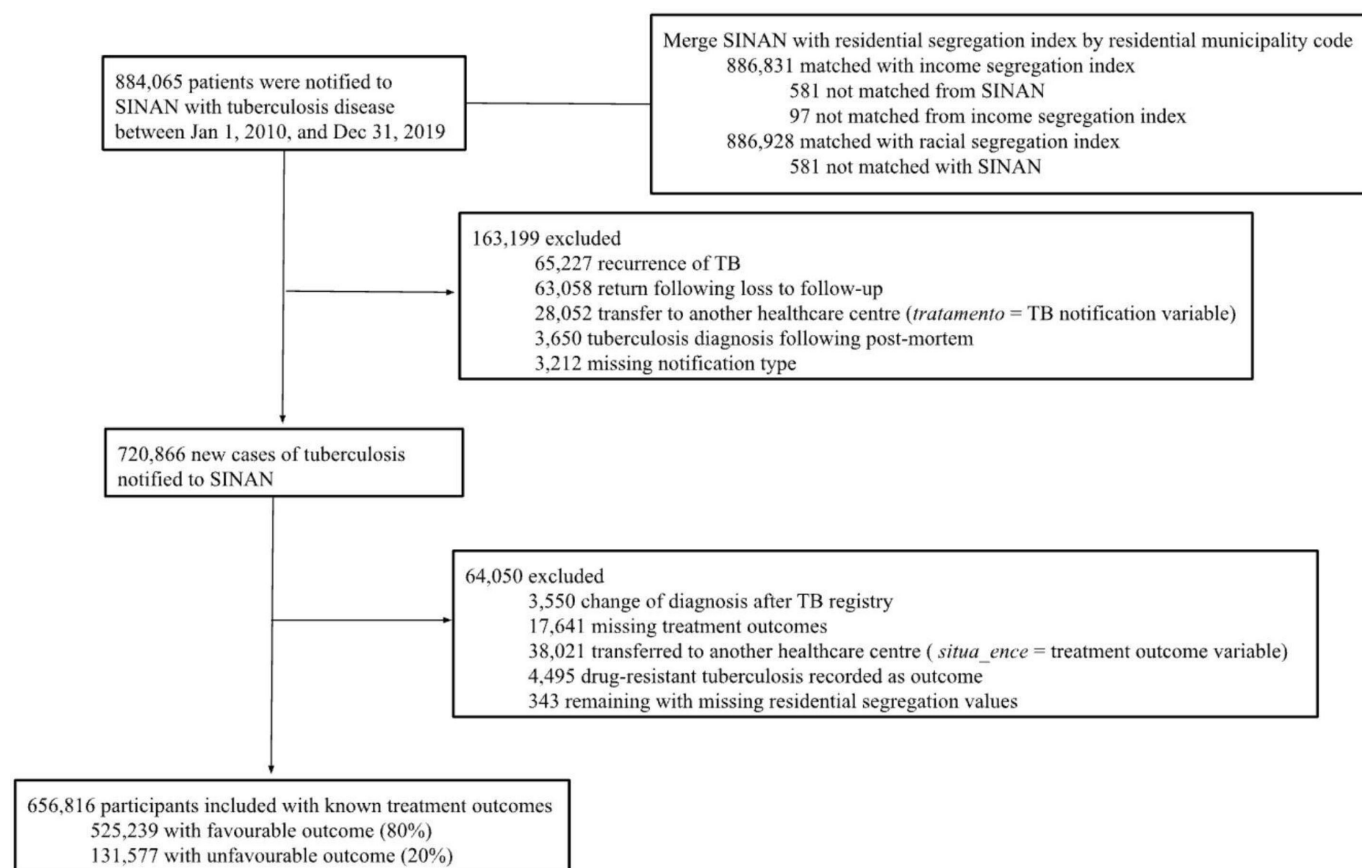 884,065 patients were notified to
SINAN with tuberculosis disease
between Jan 1, 2010, and Dec 31, 2019
Merge SINAN with residential segregation index by residential municipality code
886,831 matched with income segregation index
581 not matched from SINAN
97 not matched from income segregation index
886,928 matched with racial segregation index
581 not matched with SINAN
163,199 excluded
65,227 recurrence of TB
63,058 return following loss to follow-up
28,052 transfer to another healthcare centre (tratamento = TB notification variable)
3,650 tuberculosis diagnosis following post-mortem
3,212 missing notification type
720,866 new cases of tuberculosis
notified to SINAN
64,050 excluded
3,550 change of diagnosis after TB registry
17,641 missing treatment outcomes
38,021 transferred to another healthcare centre ( situa_ence = treatment outcome variable)
4,495 drug-resistant tuberculosis recorded as outcome
343 remaining with missing residential segregation values
656,816 participants included with known treatment outcomes
525,239 with favourable outcome (80%)
131,577 with unfavourable outcome (20%)